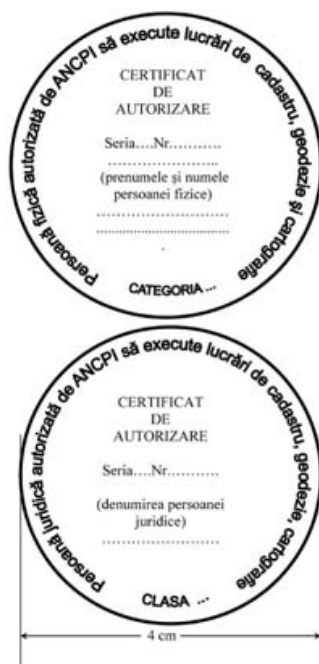 Persoană fizică autorizată de ANCPI să execute lucrări de cadastru, geodezie și cartografie
CERTIFICAT
DE
AUTORIZARE
Seria....Nr..........
......................
(prenumele și numele
persoanei fizice)
...........................
.................................
.
CATEGORIA ...
Persoană juridică autorizată de ANCPI să execute lucrări de cadastru, geodezie, cartografie
CERTIFICAT
DE
AUTORIZARE
Seria...Nr..........
(denumirea persoanei
juridice)
........................
CLASA ...
4 cm